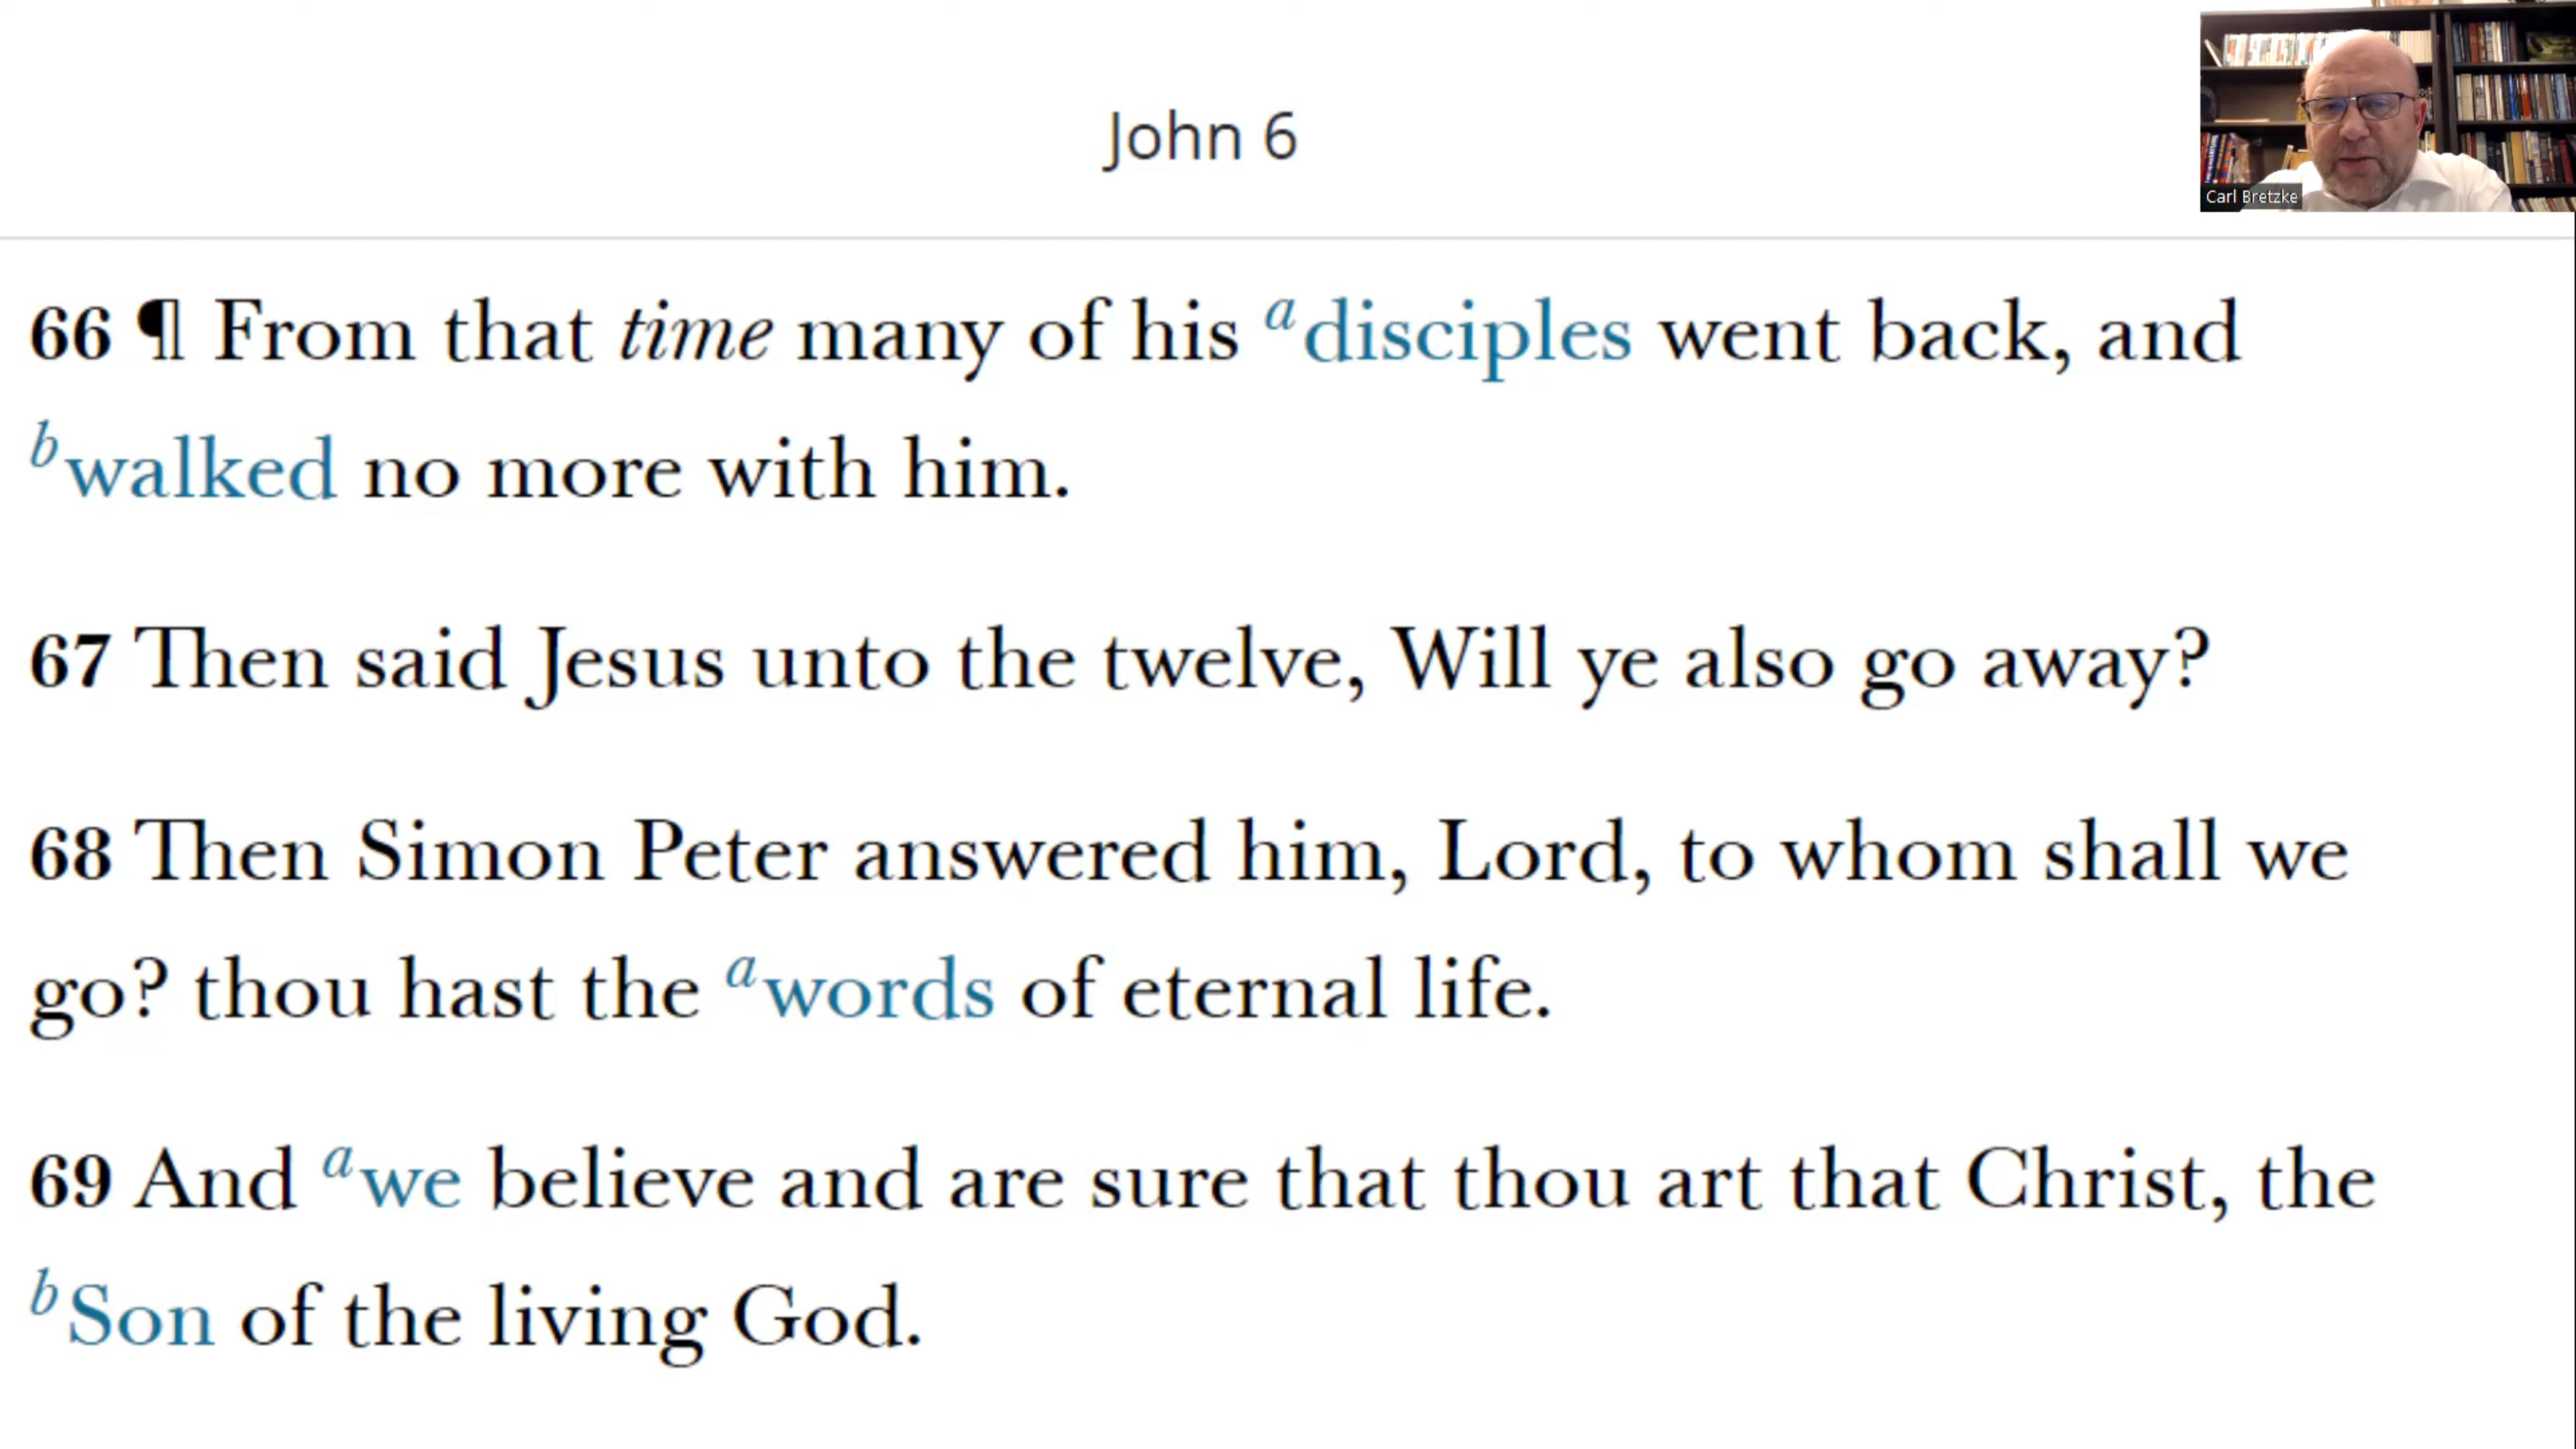 John 6
Carl Bretzke
66 ¶ From that time many of his a disciples went back, and
b walked no more with him.
67 Then said Jesus unto the twelve, Will ye also go away?
68 Then Simon Peter answered him, Lord, to whom shall we
go? thou hast the a words of eternal life.
69 And a we believe and are sure that thou art that Christ, the
b Son of the living God.